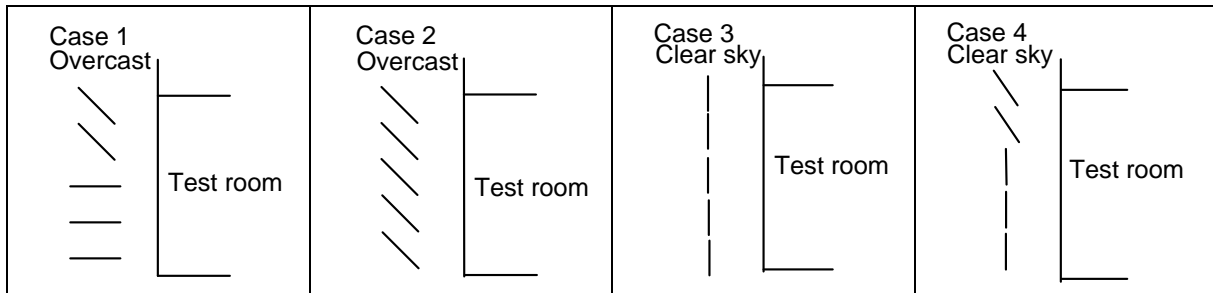 Case 1
Overcast
Test room
Case 2
Overcast
Test room
Case 3
Clear sky
Test room
Case 4
Clear sky
Test room